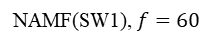 NAMF(SW1), f = 60